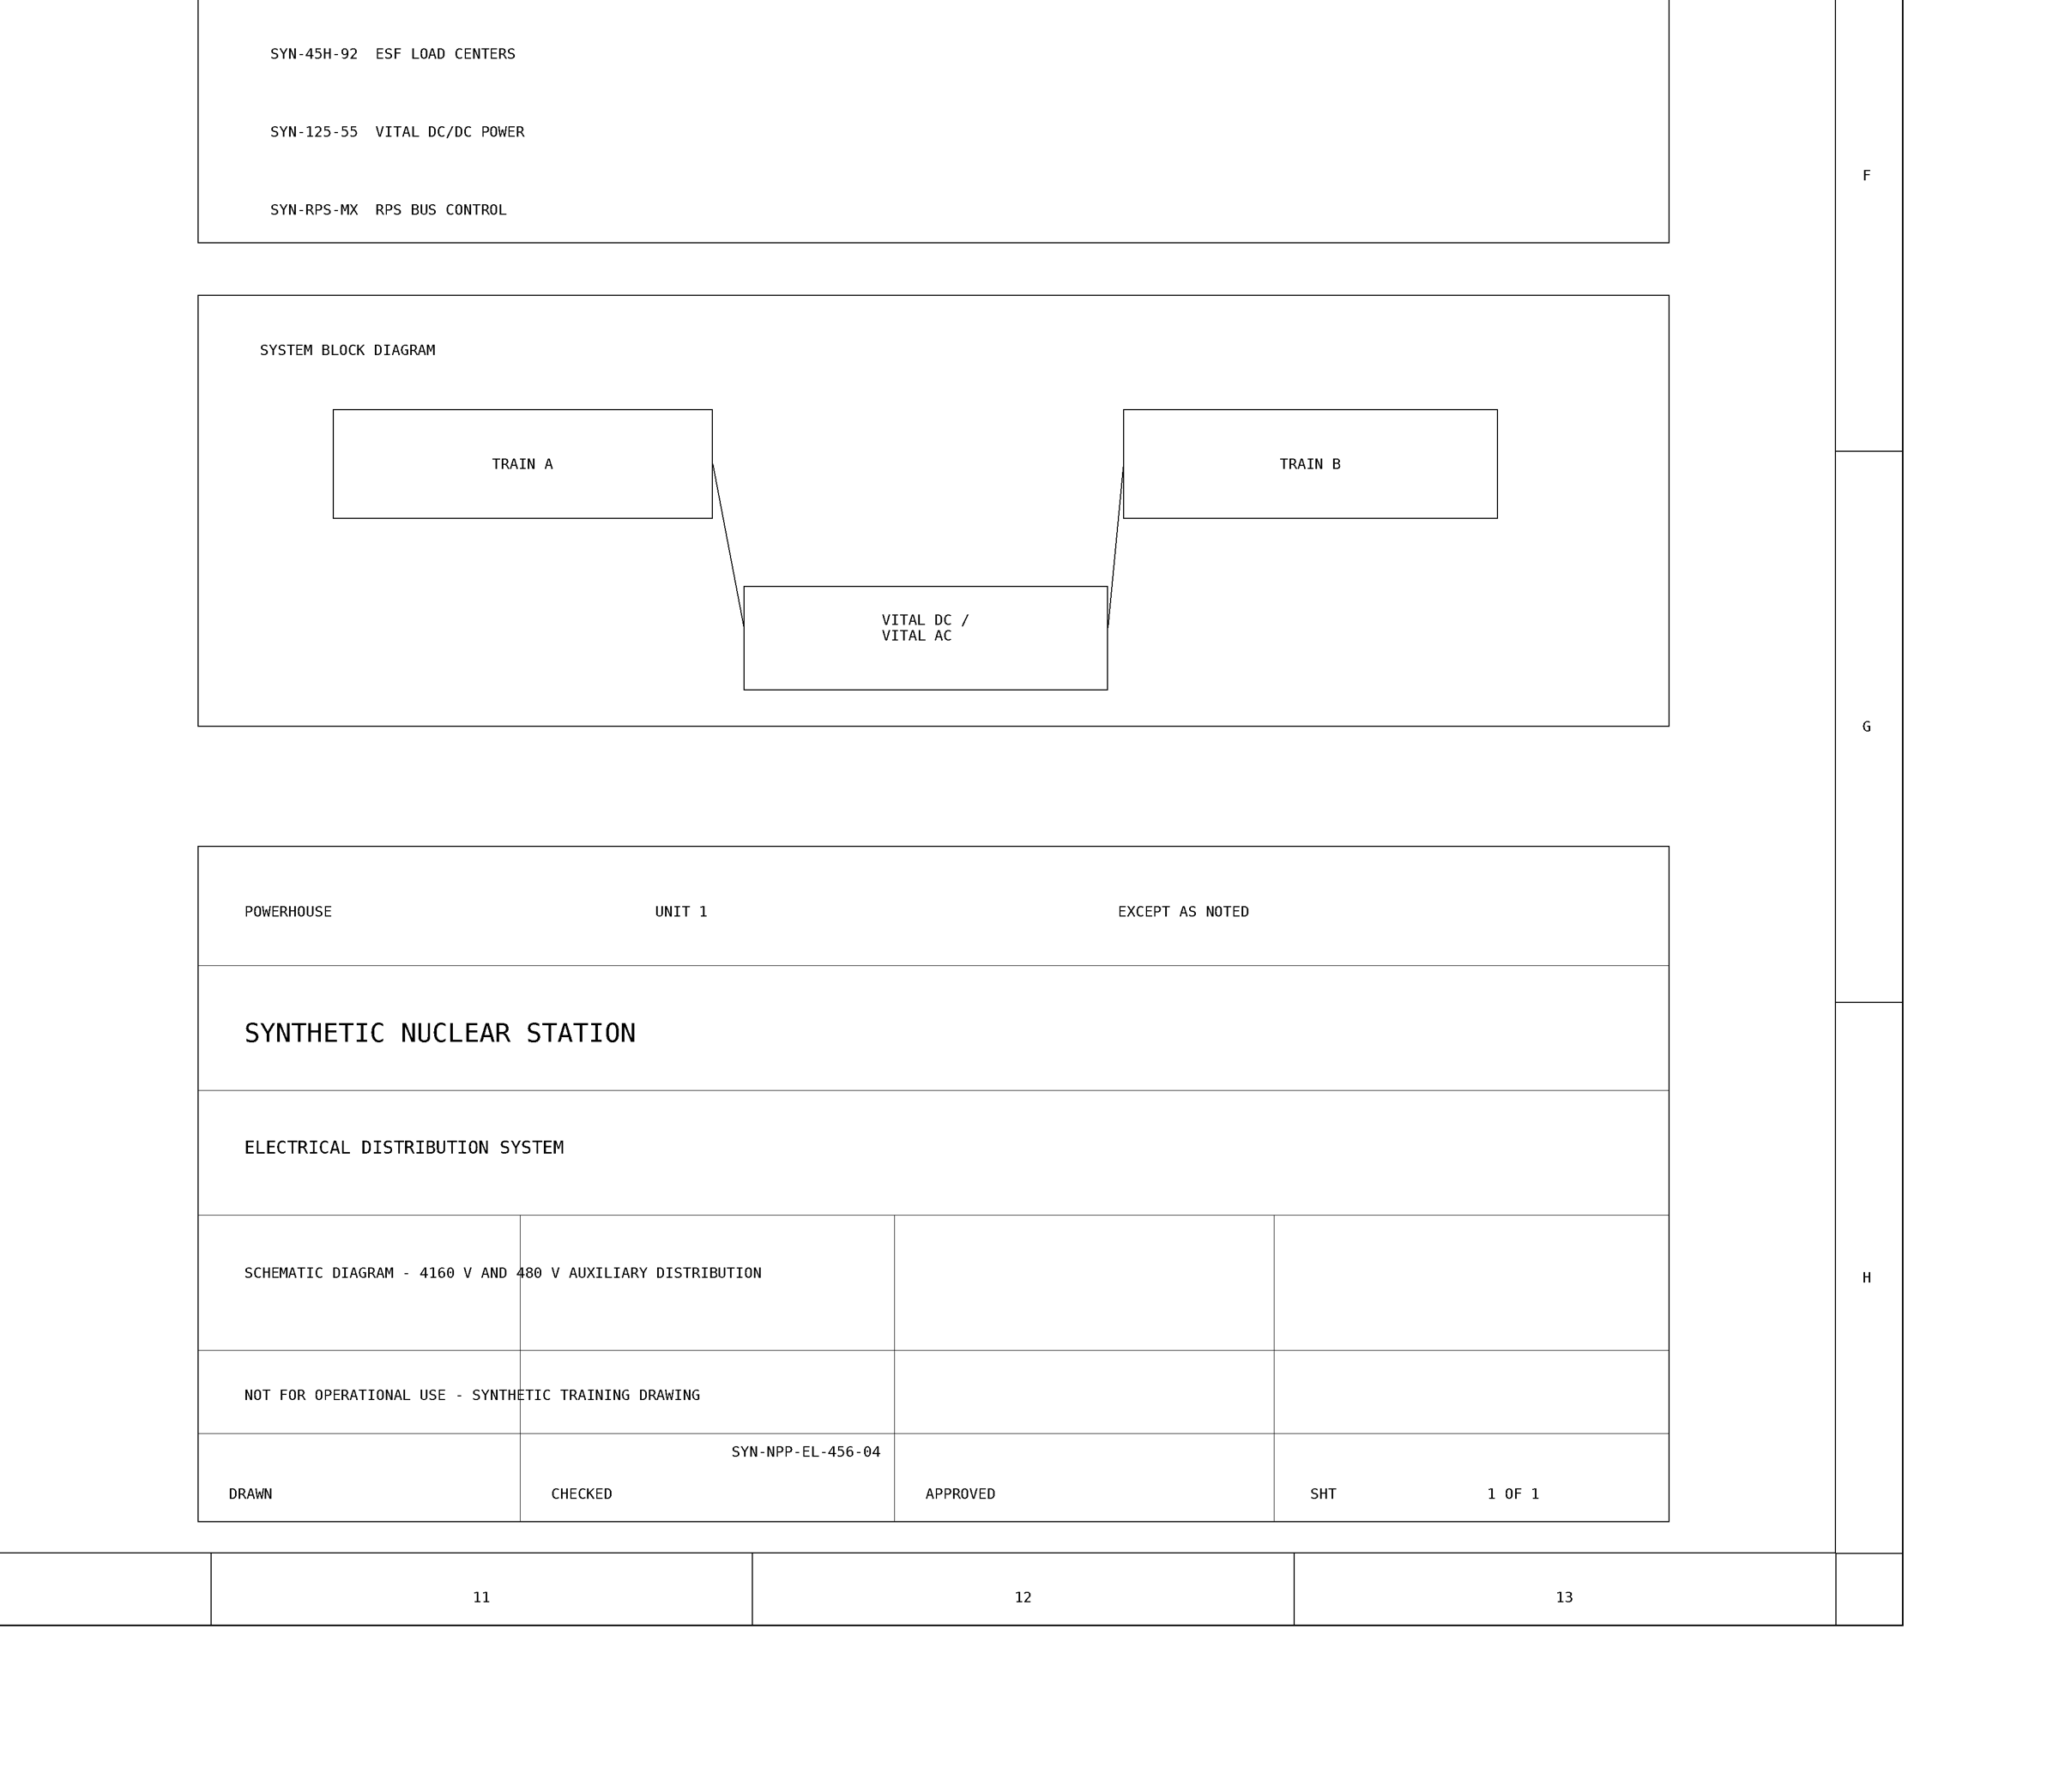 SYN-45H-92  ESF LOAD CENTERS
SYN-125-55  VITAL DC/DC POWER
SYN-RPS-MX  RPS BUS CONTROL
F
SYSTEM BLOCK DIAGRAM
TRAIN A
TRAIN B
VITAL DC /
VITAL AC
G
POWERHOUSE UNIT 1 EXCEPT AS NOTED
SYNTHETIC NUCLEAR STATION
ELECTRICAL DISTRIBUTION SYSTEM
SCHEMATIC DIAGRAM - 4160 V AND 480 V AUXILIARY DISTRIBUTION
H
NOT FOR OPERATIONAL USE - SYNTHETIC TRAINING DRAWING
SYN-NPP-EL-456-04
DRAWN CHECKED APPROVED SHT 1 OF 1
11 12 13